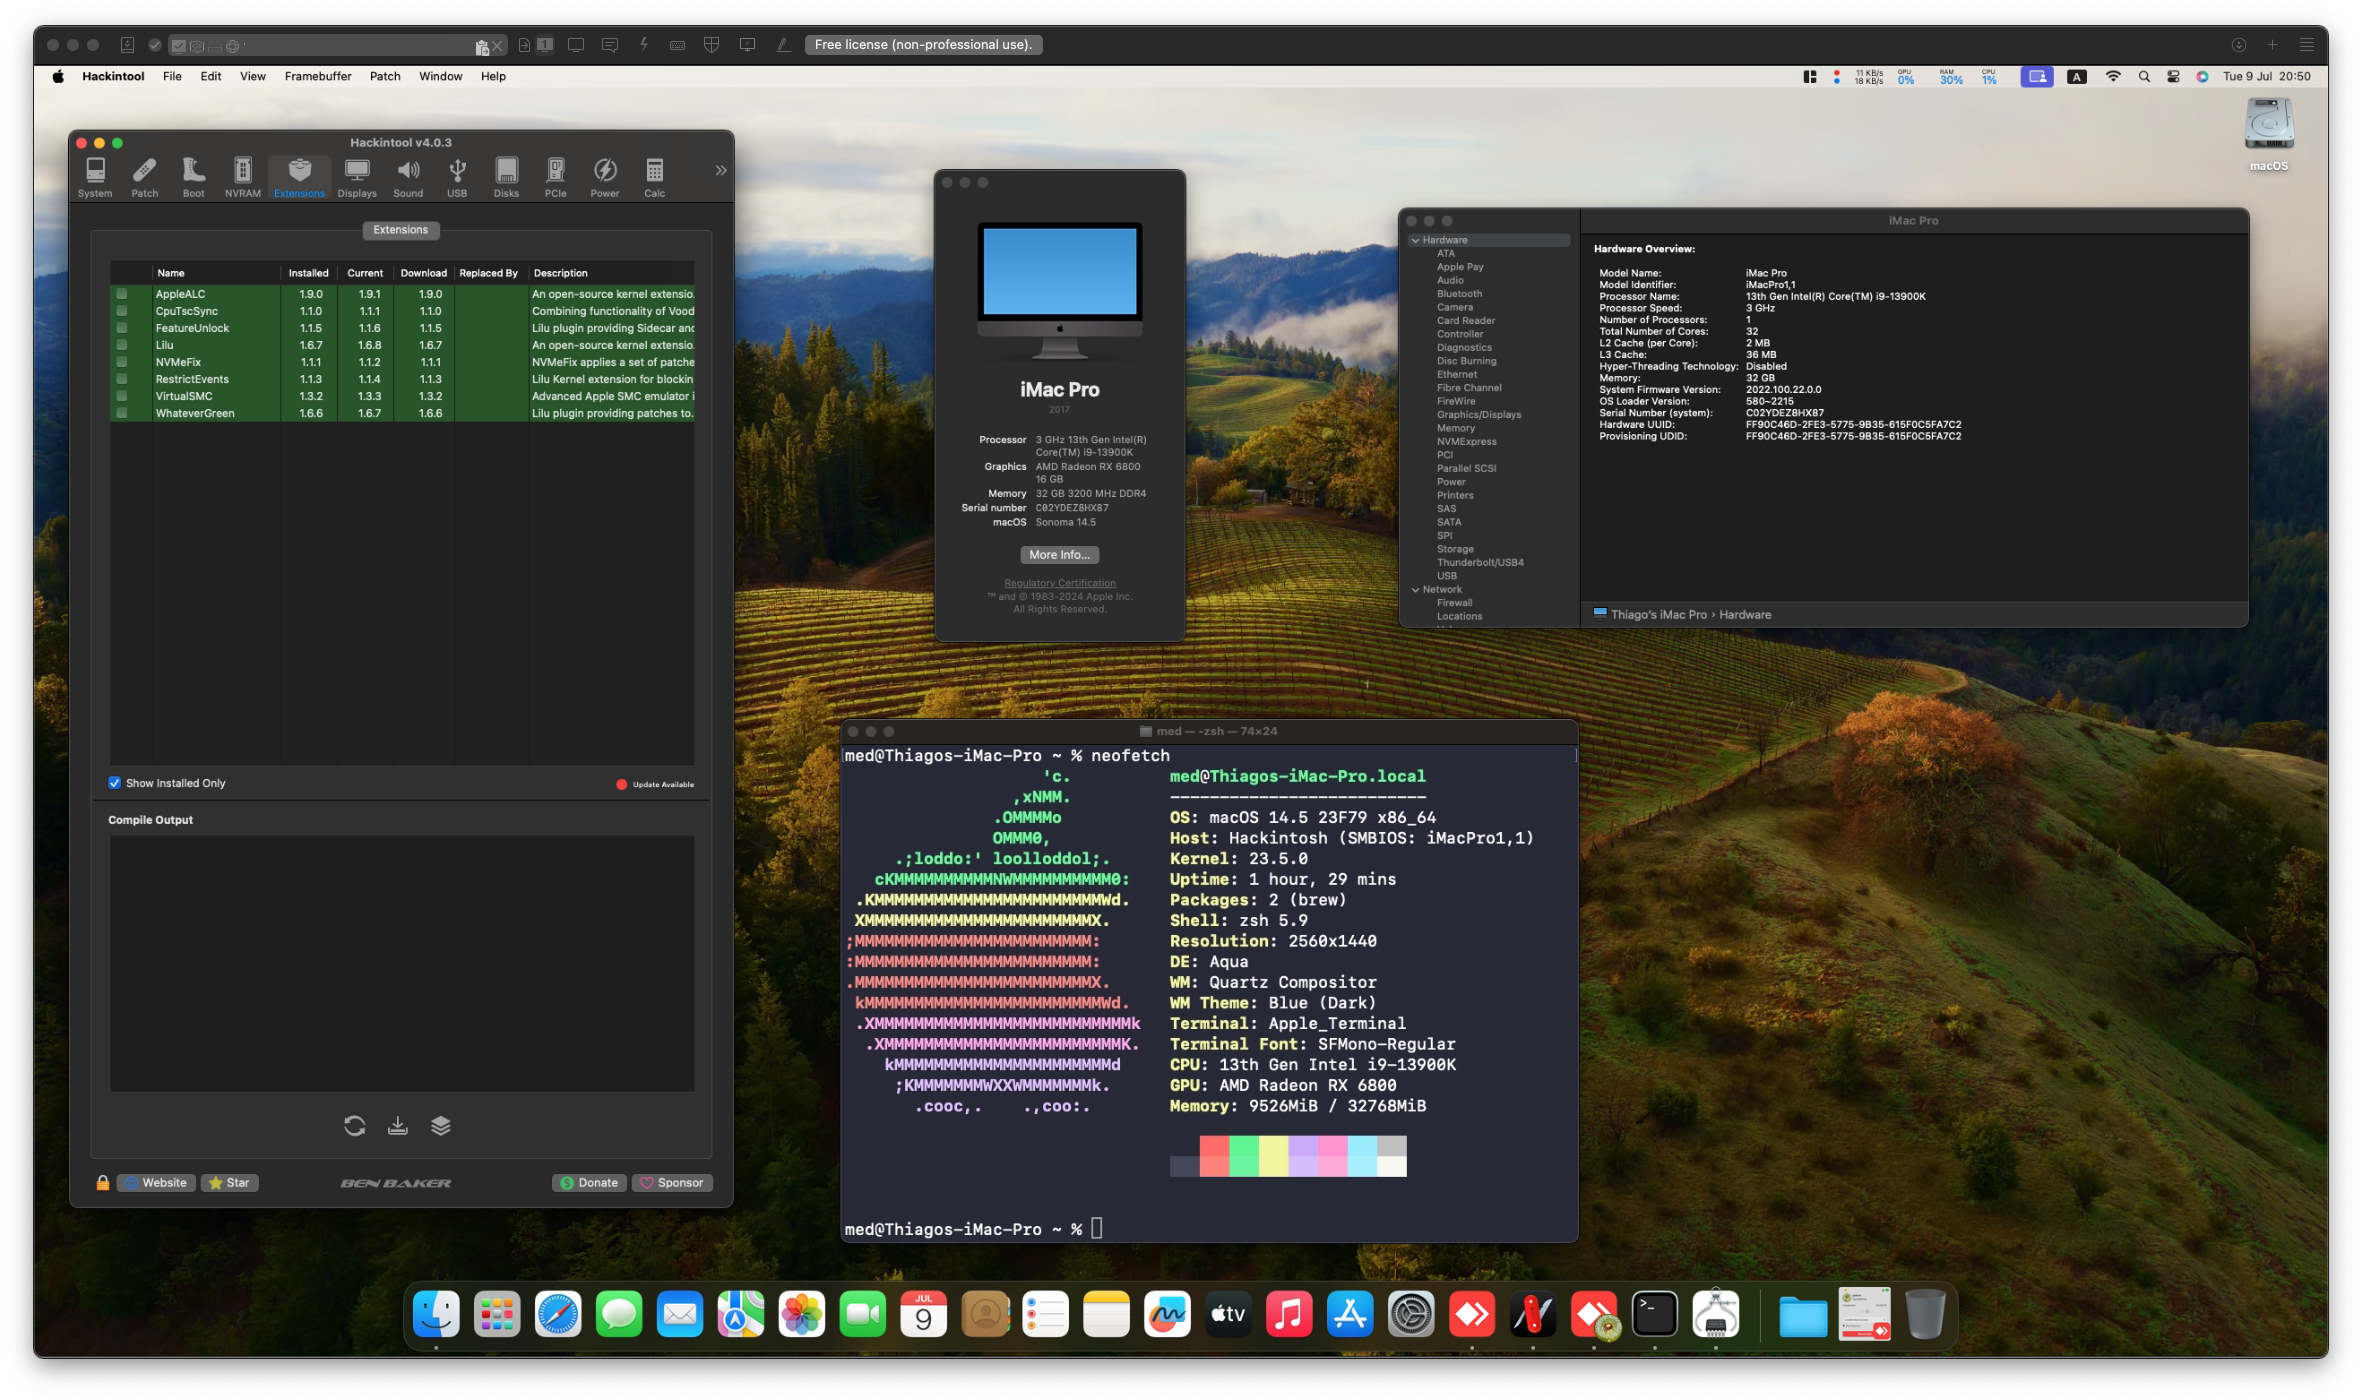 Free license (non-professional use).
Hackintool File Edit View Framebuffer Patch Window Help
11 KB/s
18 KB/s
GPU
0%
RAM
30%
CPU
1%
A
Tue 9 Jul 20:50
macOS
Hackintool v4.0.3
System Patch Boot NVRAM Extensions Displays Sound USB Disks PCIe Power Calc
Extensions
Name Installed Current Download Replaced By Description
AppleALC 1.9.0 1.9.1 1.9.0 An open-source kernel extensio.
CpuTscSync 1.1.0 1.1.1 1.1.0 Combining functionality of Vood
FeatureUnlock 1.1.5 1.1.6 1.1.5 Lilu plugin providing Sidecar and
Lilu 1.6.7 1.6.8 1.6.7 An open-source kernel extensio.
NVMeFix 1.1.1 1.1.2 1.1.1 NVMeFix applies a set of patche
RestrictEvents 1.1.3 1.1.4 1.1.3 Lilu Kernel extension for blockin
VirtualSMC 1.3.2 1.3.3 1.3.2 Advanced Apple SMC emulator i
WhateverGreen 1.6.6 1.6.7 1.6.6 Lilu plugin providing patches to.
Show Installed Only
Update Available
Compile Output
Website Star BEN BAKER Donate Sponsor
iMac Pro
2017
Processor 3 GHz 13th Gen Intel(R)
Core(TM) i9-13900K
Graphics AMD Radeon RX 6800
16 GB
Memory 32 GB 3200 MHz DDR4
Serial number C02YDEZ8HX87
macOS Sonoma 14.5
More Info...
Regulatory Certification
™ and © 1983-2024 Apple Inc.
All Rights Reserved.
iMac Pro
Hardware
ATA
Apple Pay
Audio
Bluetooth
Camera
Card Reader
Controller
Diagnostics
Disc Burning
Ethernet
Fibre Channel
FireWire
Graphics/Displays
Memory
NVMExpress
PCI
Parallel SCSI
Power
Printers
SAS
SATA
SPI
Storage
Thunderbolt/USB4
USB
Network
Firewall
Locations
Hardware Overview:
Model Name: iMac Pro
Model Identifier: iMacPro1,1
Processor Name: 13th Gen Intel(R) Core(TM) i9-13900K
Processor Speed: 3 GHz
Number of Processors: 1
Total Number of Cores: 32
L2 Cache (per Core): 2 MB
L3 Cache: 36 MB
Hyper-Threading Technology: Disabled
Memory: 32 GB
System Firmware Version: 2022.100.22.0.0
OS Loader Version: 580~2215
Serial Number (system): C02YDEZ8HX87
Hardware UUID: FF90C46D-2FE3-5775-9B35-615F0C5FA7C2
Provisioning UDID: FF90C46D-2FE3-5775-9B35-615F0C5FA7C2
Thiago's iMac Pro › Hardware
med — -zsh — 74×24
med@Thiagos-iMac-Pro ~ % neofetch
'c. med@Thiagos-iMac-Pro.local
,xNMM. --------------------------
.OMMMMo OS: macOS 14.5 23F79 x86_64
OMMM0, Host: Hackintosh (SMBIOS: iMacPro1,1)
.;loddo:' loolloddol;. Kernel: 23.5.0
cKMMMMMMMMMMNWMMMMMMMMMM0: Uptime: 1 hour, 29 mins
.KMMMMMMMMMMMMMMMMMMMMMMMWd. Packages: 2 (brew)
XMMMMMMMMMMMMMMMMMMMMMMMX. Shell: zsh 5.9
;MMMMMMMMMMMMMMMMMMMMMMMM: Resolution: 2560x1440
:MMMMMMMMMMMMMMMMMMMMMMMM: DE: Aqua
.MMMMMMMMMMMMMMMMMMMMMMMMX. WM: Quartz Compositor
kMMMMMMMMMMMMMMMMMMMMMMMMWd. WM Theme: Blue (Dark)
.XMMMMMMMMMMMMMMMMMMMMMMMMMMk Terminal: Apple_Terminal
.XMMMMMMMMMMMMMMMMMMMMMMMMK. Terminal Font: SFMono-Regular
kMMMMMMMMMMMMMMMMMMMMMMd CPU: 13th Gen Intel i9-13900K
;KMMMMMMMWXXWMMMMMMMk. GPU: AMD Radeon RX 6800
.cooc,. .,coo:. Memory: 9526MiB / 32768MiB
med@Thiagos-iMac-Pro ~ %
JUL
9
tv
>_